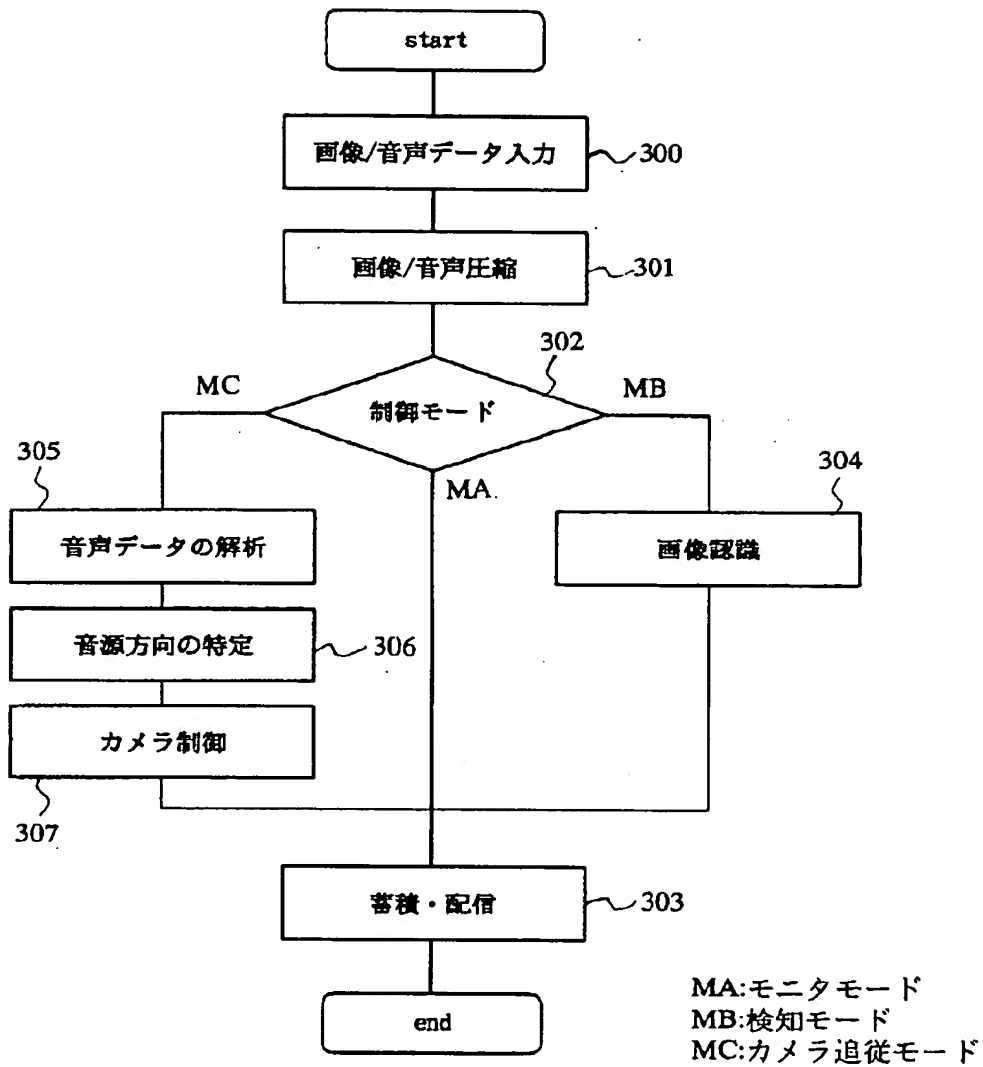 start
画像/音声データ入力
300
画像/音声圧縮
301
302
制御モード
MC
MB
MA
305
音声データの解析
304
画像認識
音源方向の特定
306
カメラ制御
307
蓄積・配信
303
end
MA:モニタモード
MB:検知モード
MC:カメラ追従モード